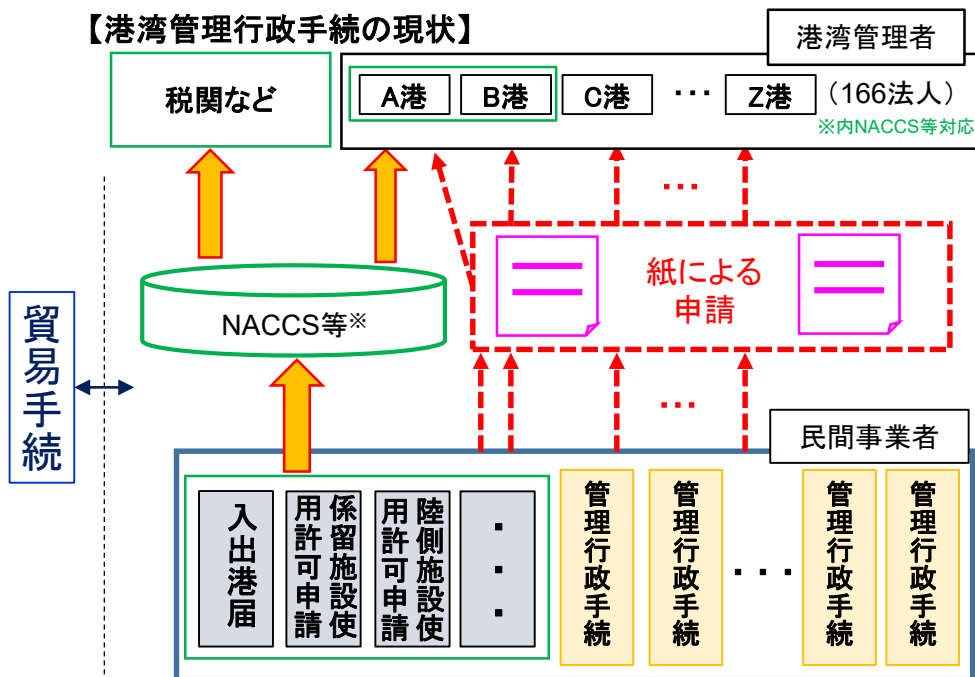 【港湾管理行政手続の現状】
港湾管理者
税関など
A港
B港
C港
・・・
Z港
(166法人)
※内NACCS等対応
・・・
紙による
申請
NACCS等※
貿易手続
・・・
民間事業者
入出港届
係留施設使
用許可申請
陸側施設使
用許可申請
・・・
管理行政手続
管理行政手続
・・・
管理行政手続
管理行政手続